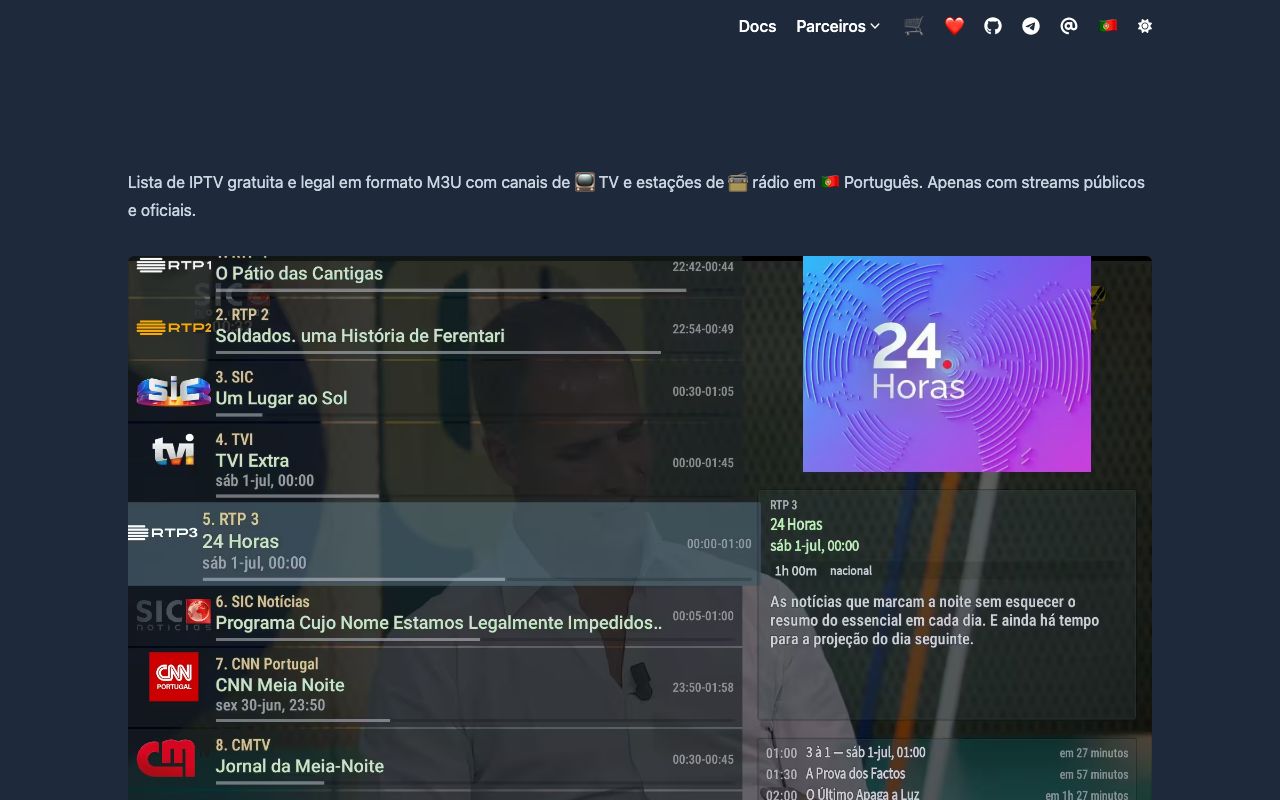 Docs Parceiros
Lista de IPTV gratuita e legal em formato M3U com canais de TV e estações de rádio em Português. Apenas com streams públicos
e oficiais.
RTP1
O Pátio das Cantigas 22:42-00:44
RTP2
2. RTP 2
Soldados. uma História de Ferentari 22:54-00:49
SIC
3. SIC
Um Lugar ao Sol 00:30-01:05
tvi
4. TVI
TVI Extra 00:00-01:45
sáb 1-jul, 00:00
RTP3
5. RTP 3
24 Horas 00:00-01:00
sáb 1-jul, 00:00
SIC NOTÍCIAS
6. SIC Notícias
Programa Cujo Nome Estamos Legalmente Impedidos.. 00:05-01:00
CNN PORTUGAL
7. CNN Portugal
CNN Meia Noite 23:50-01:58
sex 30-jun, 23:50
cm
8. CMTV
Jornal da Meia-Noite 00:30-00:45
24.
Horas
RTP 3
24 Horas
sáb 1-jul, 00:00
1h 00m nacional
As notícias que marcam a noite sem esquecer o
resumo do essencial em cada dia. E ainda há tempo
para a projeção do dia seguinte.
01:00 3 à 1 — sáb 1-jul, 01:00 em 27 minutos
01:30 A Prova dos Factos em 57 minutos
02:00 O Último Apaga a Luz em 1h 27 minutos